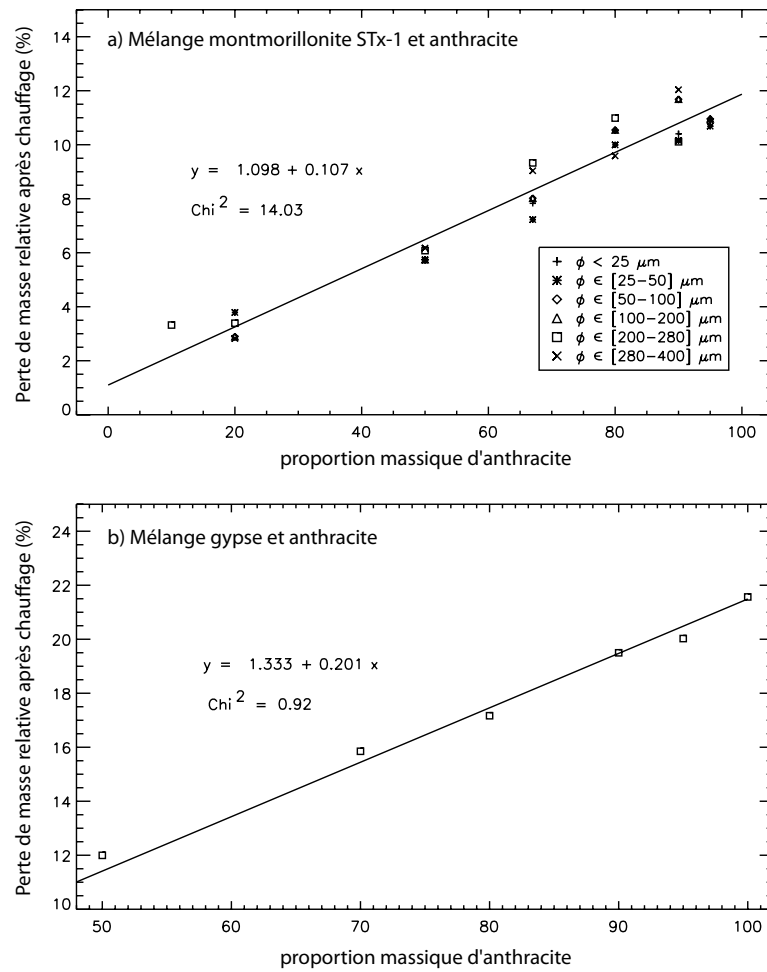 a) Mélange montmorillonite STx-1 et anthracite
Perte de masse relative après chauffage (%)
14
12
10
8
6
4
2
0
y = 1.098 + 0.107 x
Chi 2 = 14.03
+ ϕ < 25 μm
ϕ ∈ [25–50] μm
ϕ ∈ [50–100] μm
ϕ ∈ [100–200] μm
ϕ ∈ [200–280] μm
ϕ ∈ [280–400] μm
0 20 40 60 80 100
proportion massique d'anthracite
b) Mélange gypse et anthracite
Perte de masse relative après chauffage (%)
24
22
20
18
16
14
12
10
y = 1.333 + 0.201 x
Chi 2 = 0.92
50 60 70 80 90 100
proportion massique d'anthracite